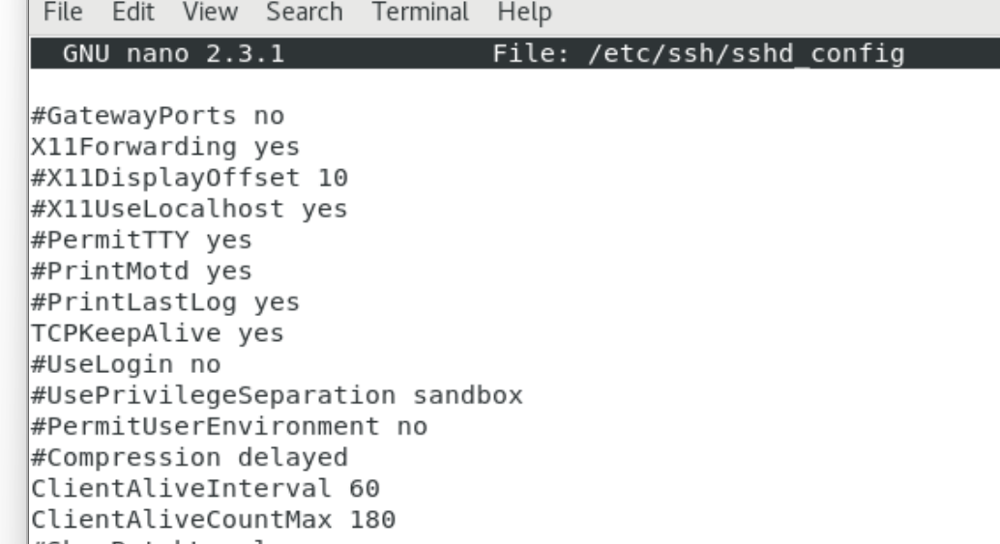 File Edit View Search Terminal Help
GNU nano 2.3.1 File: /etc/ssh/sshd_config
#GatewayPorts no
X11Forwarding yes
#X11DisplayOffset 10
#X11UseLocalhost yes
#PermitTTY yes
#PrintMotd yes
#PrintLastLog yes
TCPKeepAlive yes
#UseLogin no
#UsePrivilegeSeparation sandbox
#PermitUserEnvironment no
#Compression delayed
ClientAliveInterval 60
ClientAliveCountMax 180